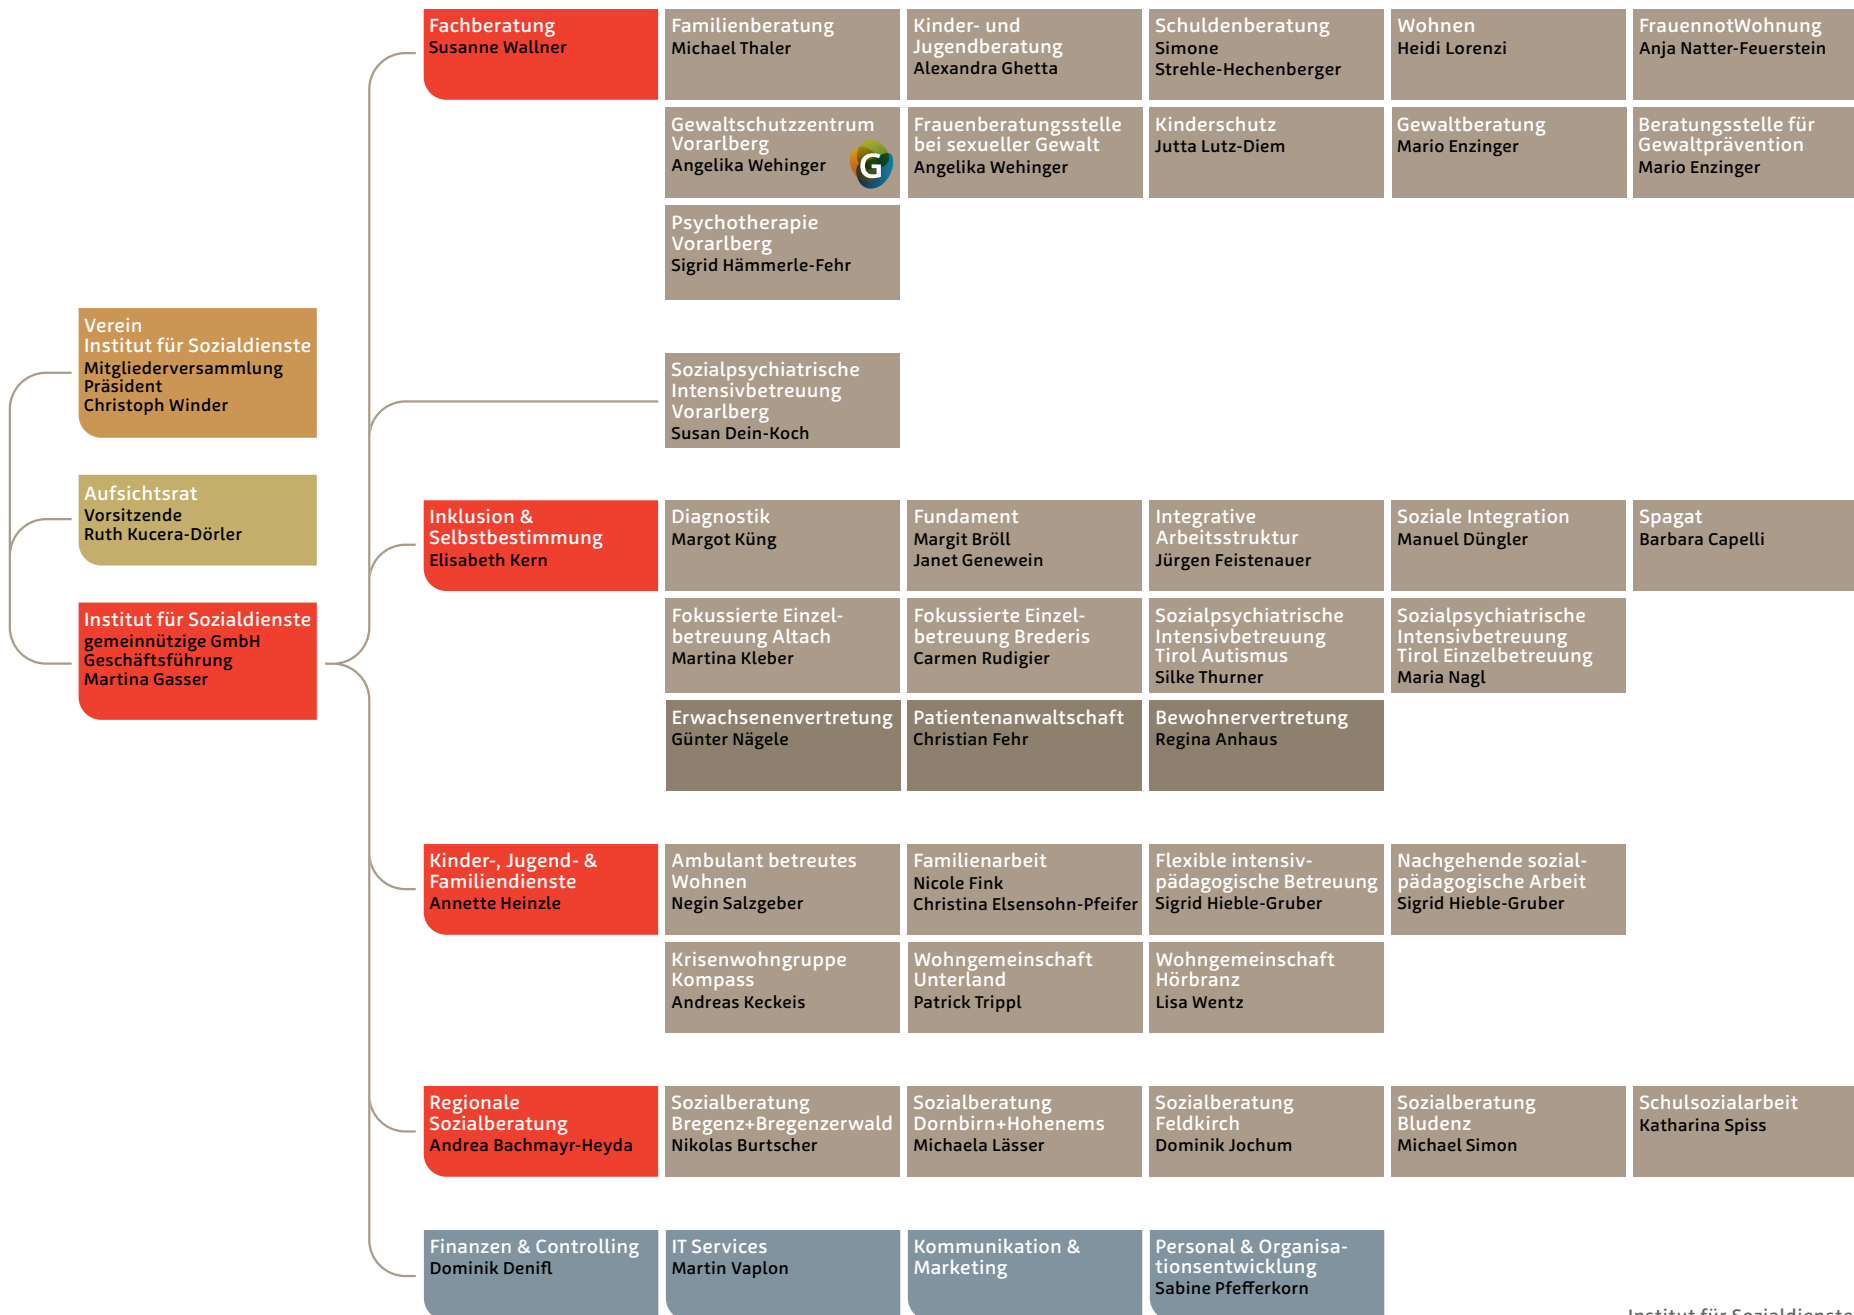 Fachberatung
Susanne Wallner
Familienberatung
Michael Thaler
Kinder- und
Jugendberatung
Alexandra Ghetta
Schuldenberatung
Simone
Strehle-Hechenberger
Wohnen
Heidi Lorenzi
FrauennotWohnung
Anja Natter-Feuerstein
Gewaltschutzzentrum
Vorarlberg
Angelika Wehinger
G
Frauenberatungsstelle
bei sexueller Gewalt
Angelika Wehinger
Kinderschutz
Jutta Lutz-Diem
Gewaltberatung
Mario Enzinger
Beratungsstelle für
Gewaltprävention
Mario Enzinger
Psychotherapie
Vorarlberg
Sigrid Hämmerle-Fehr
Verein
Institut für Sozialdienste
Mitgliederversammlung
Präsident
Christoph Winder
Sozialpsychiatrische
Intensivbetreuung
Vorarlberg
Susan Dein-Koch
Aufsichtsrat
Vorsitzende
Ruth Kucera-Dörler
Institut für Sozialdienste
gemeinnützige GmbH
Geschäftsführung
Martina Gasser
Inklusion &
Selbstbestimmung
Elisabeth Kern
Diagnostik
Margot Küng
Fundament
Margit Bröll
Janet Genewein
Integrative
Arbeitsstruktur
Jürgen Feistenauer
Soziale Integration
Manuel Düngler
Spagat
Barbara Capelli
Fokussierte Einzel-
betreuung Altach
Martina Kleber
Fokussierte Einzel-
betreuung Brederis
Carmen Rudigier
Sozialpsychiatrische
Intensivbetreuung
Tirol Autismus
Silke Thurner
Sozialpsychiatrische
Intensivbetreuung
Tirol Einzelbetreuung
Maria Nagl
Erwachsenenvertretung
Günter Nägele
Patientenanwaltschaft
Christian Fehr
Bewohnervertretung
Regina Anhaus
Kinder-, Jugend- &
Familiendienste
Annette Heinzle
Ambulant betreutes
Wohnen
Negin Salzgeber
Familienarbeit
Nicole Fink
Christina Elsensohn-Pfeifer
Flexible intensiv-
pädagogische Betreuung
Sigrid Hieble-Gruber
Nachgehende sozial-
pädagogische Arbeit
Sigrid Hieble-Gruber
Krisenwohngruppe
Kompass
Andreas Keckeis
Wohngemeinschaft
Unterland
Patrick Trippl
Wohngemeinschaft
Hörbranz
Lisa Wentz
Regionale
Sozialberatung
Andrea Bachmayr-Heyda
Sozialberatung
Bregenz+Bregenzerwald
Nikolas Burtscher
Sozialberatung
Dornbirn+Hohenems
Michaela Lässer
Sozialberatung
Feldkirch
Dominik Jochum
Sozialberatung
Bludenz
Michael Simon
Schulsozialarbeit
Katharina Spiss
Finanzen & Controlling
Dominik Denifl
IT Services
Martin Vaplon
Kommunikation &
Marketing
Personal & Organisa-
tionsentwicklung
Sabine Pfefferkorn
Institut für Sozialdienste